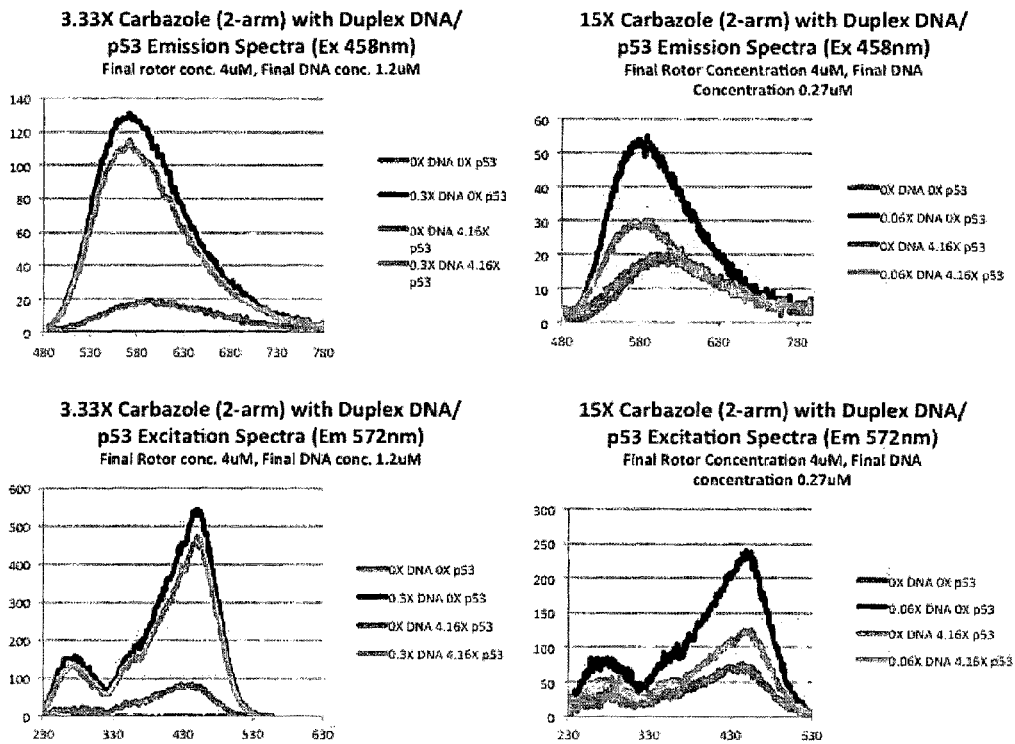 3.33X Carbazole (2-arm) with Duplex DNA/
p53 Emission Spectra (Ex 458nm)
Final rotor conc. 4uM, Final DNA conc. 1.2uM
140
120
100
80
60
40
20
0
480 530 580 630 680 730 780
0X DNA 0X p53
0.3X DNA 0X p53
0X DNA 4.16X
p53
0.3X DNA 4.16X
p53
15X Carbazole (2-arm) with Duplex DNA/
p53 Emission Spectra (Ex 458nm)
Final Rotor Concentration 4uM, Final DNA
Concentration 0.27uM
60
50
40
30
20
10
0
480 580 680 780
0X DNA 0X p53
0.06X DNA 0X p53
0X DNA 4.16X p53
0.06X DNA 4.16X p53
3.33X Carbazole (2-arm) with Duplex DNA/
p53 Excitation Spectra (Em 572nm)
Final Rotor conc. 4uM, Final DNA conc. 1.2uM
600
500
400
300
200
100
0
230 330 430 530 630
0X DNA 0X p53
0.3X DNA 0X p53
0X DNA 4.16X p53
0.3X DNA 4.16X p53
15X Carbazole (2-arm) with Duplex DNA/
p53 Excitation Spectra (Em 572nm)
Final Rotor Concentration 4uM, Final DNA
concentration 0.27uM
300
250
200
150
100
50
0
230 330 430 530
0X DNA 0X p53
0.06X DNA 0X p53
0X DNA 4.16X p53
0.06X DNA 4.16X p53